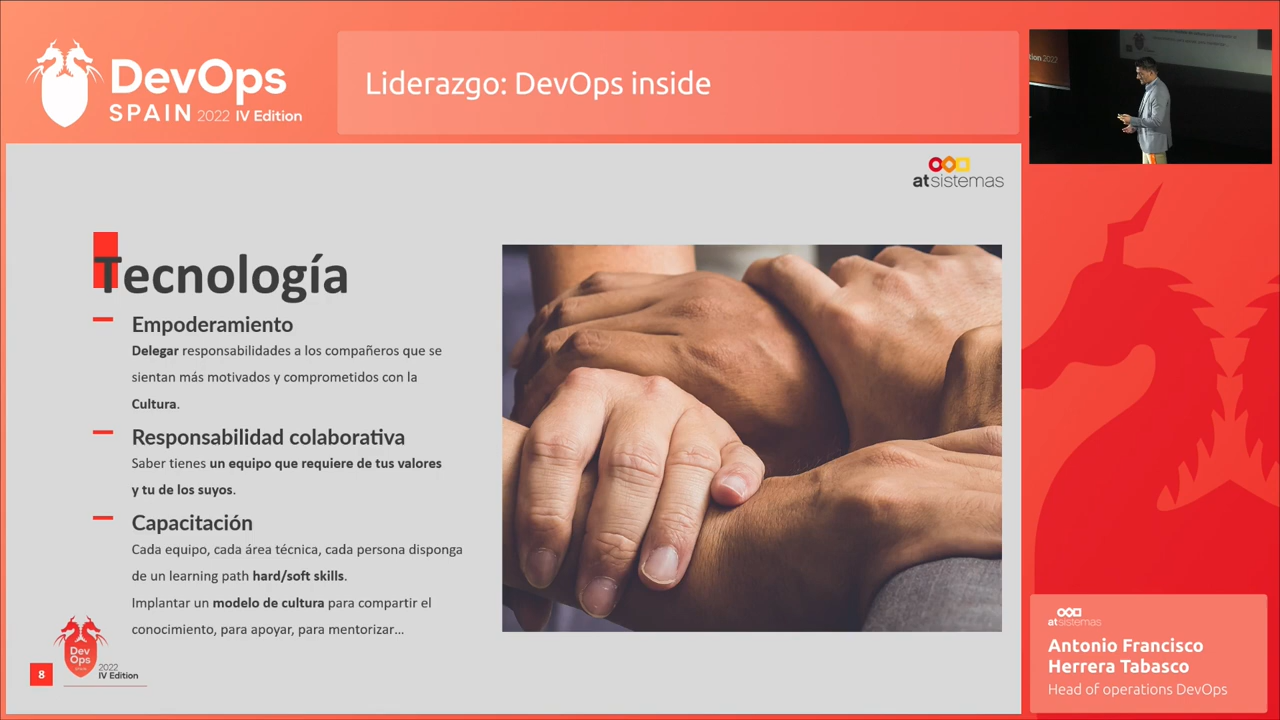 DevOps
SPAIN 2022 IV Edition
Liderazgo: DevOps inside
atsistemas
Tecnología
Empoderamiento
Delegar responsabilidades a los compañeros que se
sientan más motivados y comprometidos con la
Cultura.
Responsabilidad colaborativa
Saber tienes un equipo que requiere de tus valores
y tu de los suyos.
Capacitación
Cada equipo, cada área técnica, cada persona disponga
de un learning path hard/soft skills.
Implantar un modelo de cultura para compartir el
conocimiento, para apoyar, para mentorizar...
8
Dev
Ops
2022
IV Edition
atsistemas
Antonio Francisco
Herrera Tabasco
Head of operations DevOps